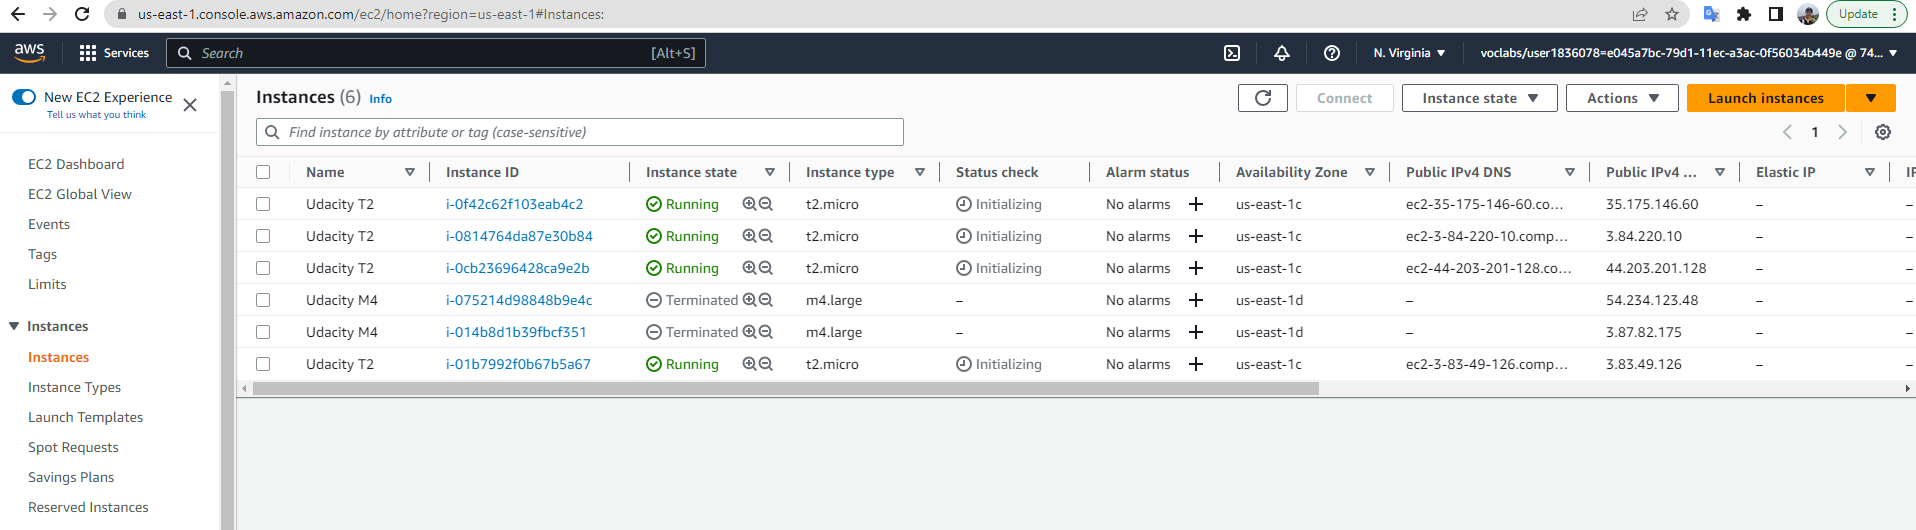 us-east-1.console.aws.amazon.com/ec2/home?region=us-east-1#Instances:
Update
aws
Services
Search
[Alt+S]
N. Virginia
voclabs/user1836078=e045a7bc-79d1-11ec-a3ac-0f56034b449e @ 74...
New EC2 Experience
Tell us what you think
EC2 Dashboard
EC2 Global View
Events
Tags
Limits
Instances
Instances
Instance Types
Launch Templates
Spot Requests
Savings Plans
Reserved Instances
Instances (6) Info
Connect
Instance state
Actions
Launch instances
Find instance by attribute or tag (case-sensitive)
1
Name Instance ID Instance state Instance type Status check Alarm status Availability Zone Public IPv4 DNS Public IPv4 ... Elastic IP IP
Udacity T2 i-0f42c62f103eab4c2 Running t2.micro Initializing No alarms + us-east-1c ec2-35-175-146-60.co... 35.175.146.60 – –
Udacity T2 i-0814764da87e30b84 Running t2.micro Initializing No alarms + us-east-1c ec2-3-84-220-10.comp... 3.84.220.10 – –
Udacity T2 i-0cb23696428ca9e2b Running t2.micro Initializing No alarms + us-east-1c ec2-44-203-201-128.co... 44.203.201.128 – –
Udacity M4 i-075214d98848b9e4c Terminated m4.large – No alarms + us-east-1d – 54.234.123.48 – –
Udacity M4 i-014b8d1b39fbcf351 Terminated m4.large – No alarms + us-east-1d – 3.87.82.175 – –
Udacity T2 i-01b7992f0b67b5a67 Running t2.micro Initializing No alarms + us-east-1c ec2-3-83-49-126.comp... 3.83.49.126 – –